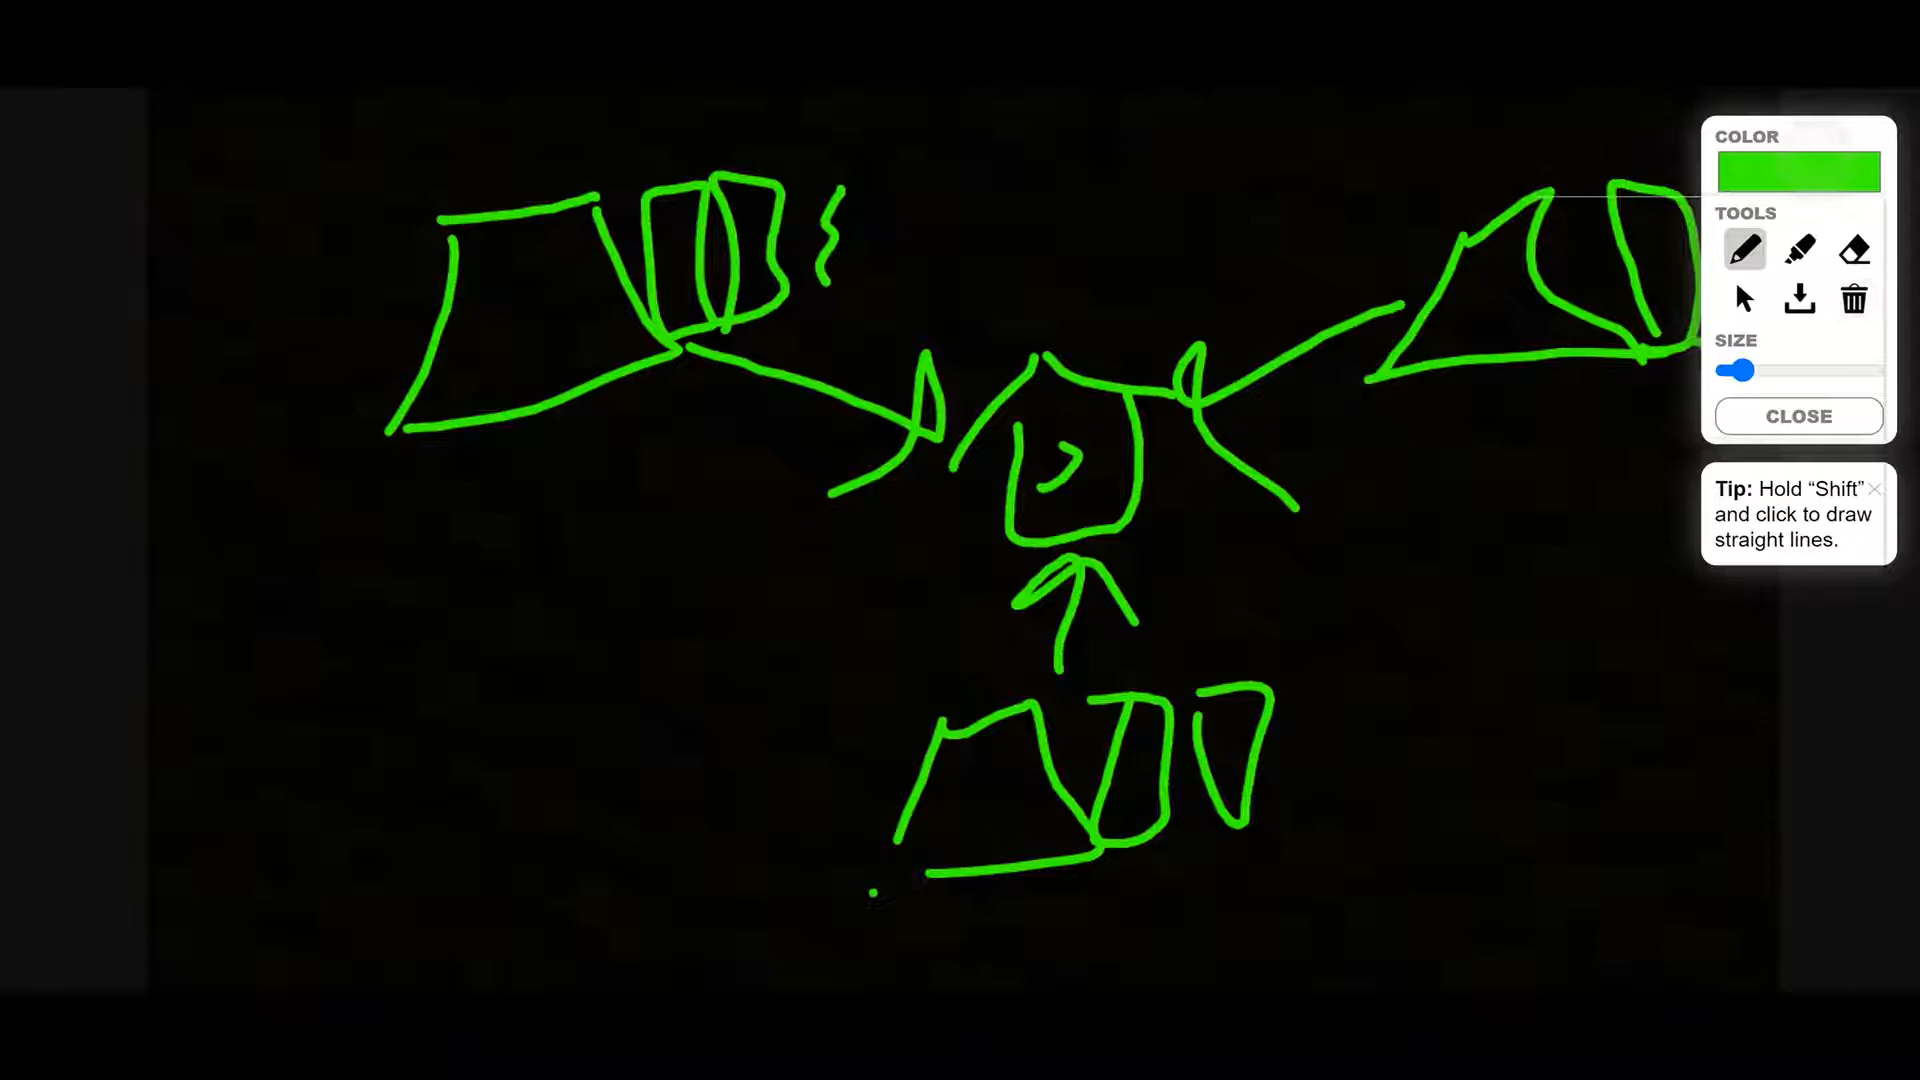 COLOR
TOOLS
SIZE
CLOSE
Tip: Hold “Shift”
and click to draw
straight lines.